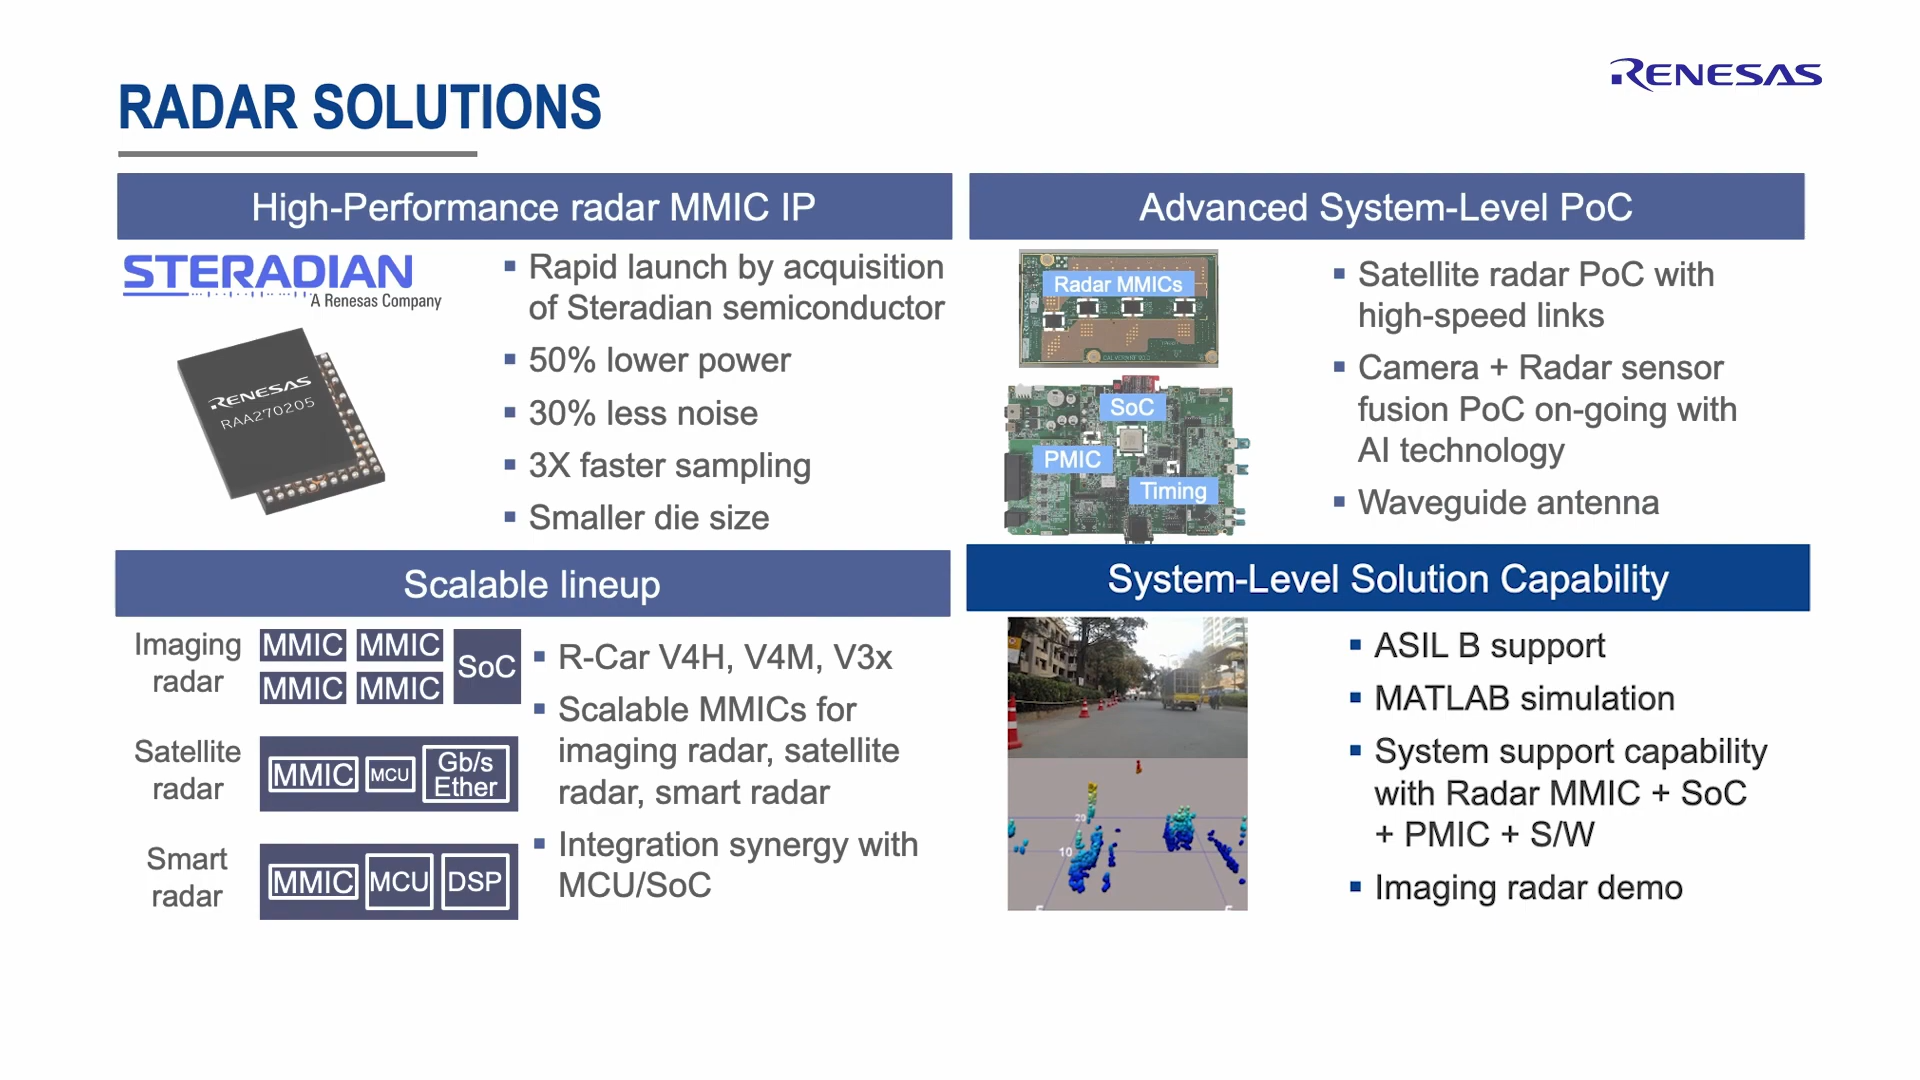 RENESAS
RADAR SOLUTIONS
High-Performance radar MMIC IP
STERADIAN
A Renesas Company
RENESAS
RAA270205
Rapid launch by acquisition
of Steradian semiconductor
50% lower power
30% less noise
3X faster sampling
Smaller die size
Advanced System-Level PoC
Radar MMICs
SoC
PMIC
Timing
Satellite radar PoC with
high-speed links
Camera + Radar sensor
fusion PoC on-going with
AI technology
Waveguide antenna
Scalable lineup
Imaging
radar
MMIC MMIC
MMIC MMIC
SoC
Satellite
radar
MMIC MCU Gb/s
Ether
Smart
radar
MMIC MCU DSP
R-Car V4H, V4M, V3x
Scalable MMICs for
imaging radar, satellite
radar, smart radar
Integration synergy with
MCU/SoC
System-Level Solution Capability
20
10
ASIL B support
MATLAB simulation
System support capability
with Radar MMIC + SoC
+ PMIC + S/W
Imaging radar demo